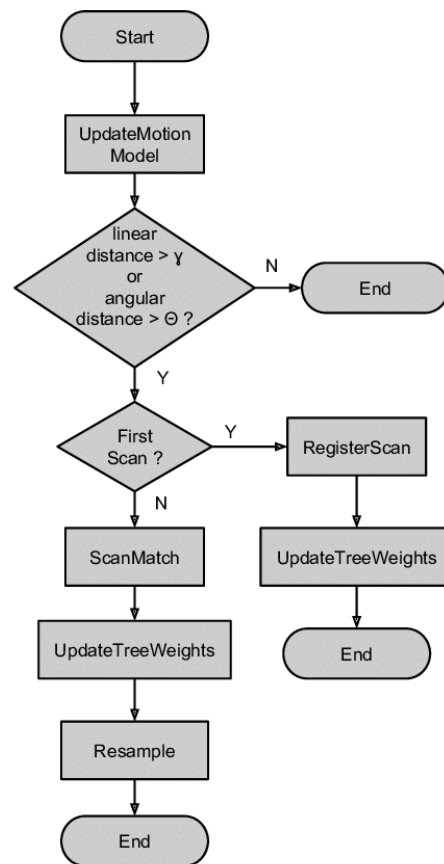 Start
UpdateMotion
Model
linear
distance > ɣ
or
angular
distance > Θ ?
N
End
Y
First
Scan ?
Y
RegisterScan
N
ScanMatch
UpdateTreeWeights
UpdateTreeWeights
End
Resample
End